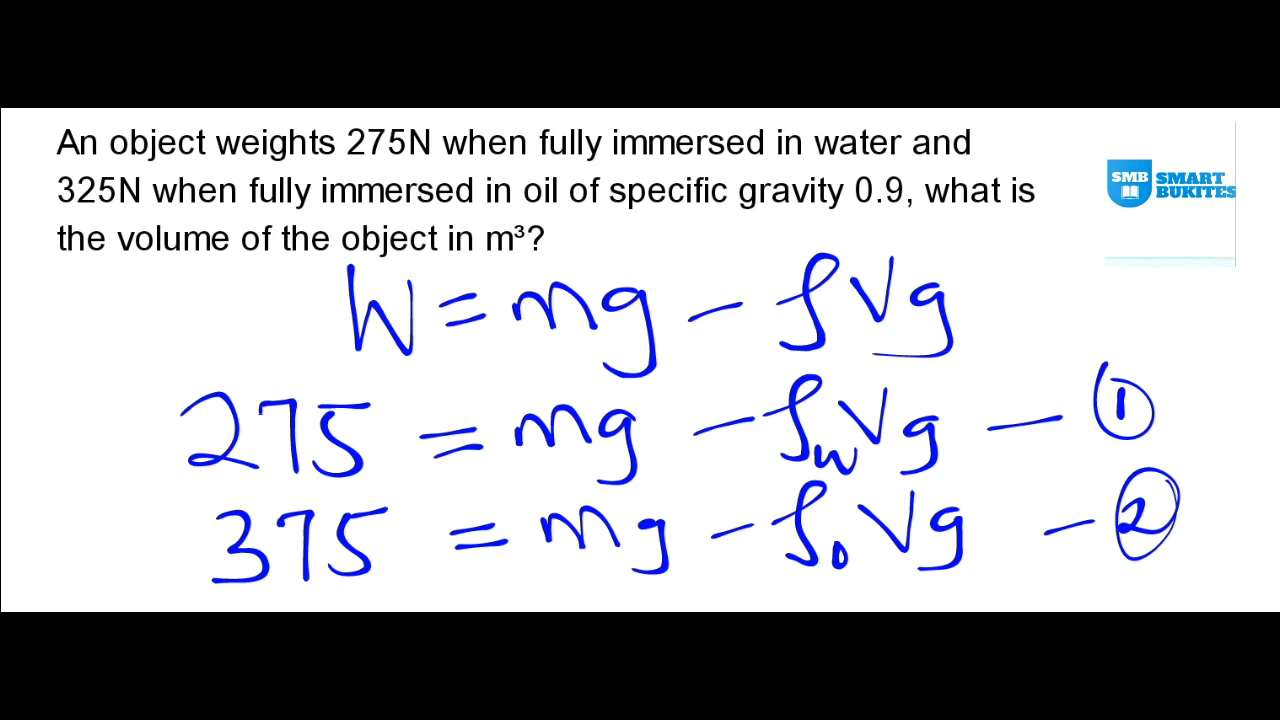 An object weights 275N when fully immersed in water and
325N when fully immersed in oil of specific gravity 0.9, what is
the volume of the object in m³?
SMB SMART
BUKITES
W = mg - ρVg
275 = mg - ρwVg - ①
375 = mg - ρoVg - ②